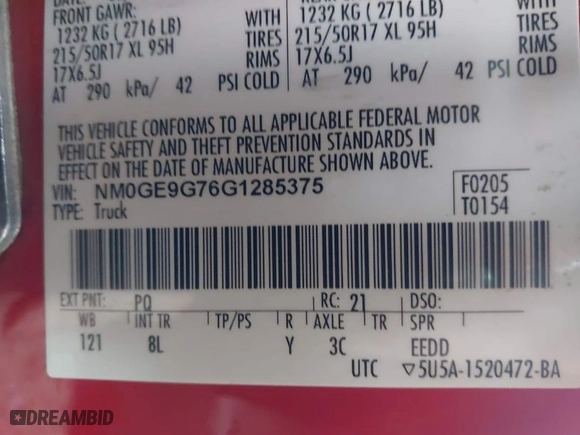 FRONT GAWR:
1232 KG ( 2716 LB) WITH
215/50R17 XL 95H TIRES
17X6.5J RIMS
AT 290 kPa/ 42 PSI COLD
1232 KG ( 2716 LB) WITH
215/50R17 XL 95H TIRES
17X6.5J RIMS
AT 290 kPa/ 42 PSI COLD
THIS VEHICLE CONFORMS TO ALL APPLICABLE FEDERAL MOTOR
VEHICLE SAFETY AND THEFT PREVENTION STANDARDS IN
EFFECT ON THE DATE OF MANUFACTURE SHOWN ABOVE.
VIN: NM0GE9G76G1285375 F0205
TYPE: Truck T0154
EXT PNT: PQ RC: 21 DSO:
WB INT TR TP/PS R AXLE TR SPR
121 8L Y 3C EEDD
UTC ▽5U5A-1520472-BA
DREAMBID